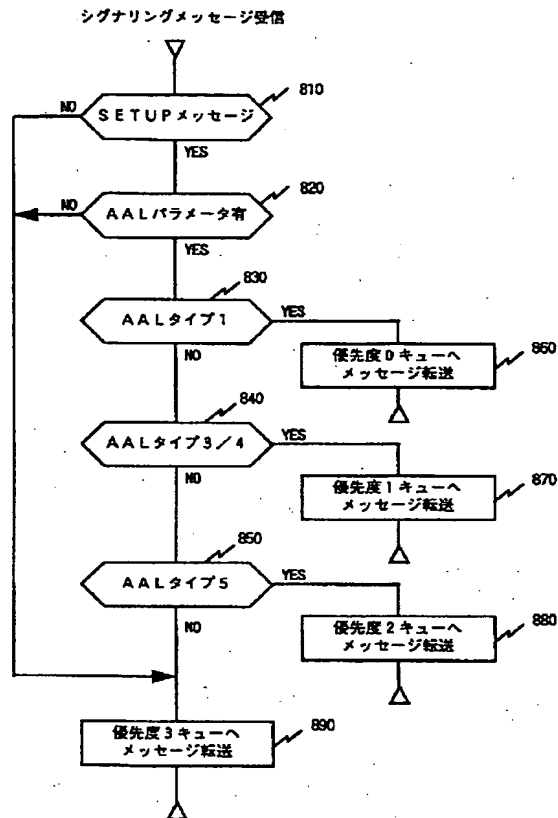 シグナリングメッセージ受信
810
NO
SETUPメッセージ
YES
820
NO
AALパラメータ有
YES
830
AALタイプ1
YES
NO
優先度0キューへ
メッセージ転送
860
840
AALタイプ3/4
YES
NO
優先度1キューへ
メッセージ転送
870
850
AALタイプ5
YES
NO
優先度2キューへ
メッセージ転送
880
優先度3キューへ
メッセージ転送
890